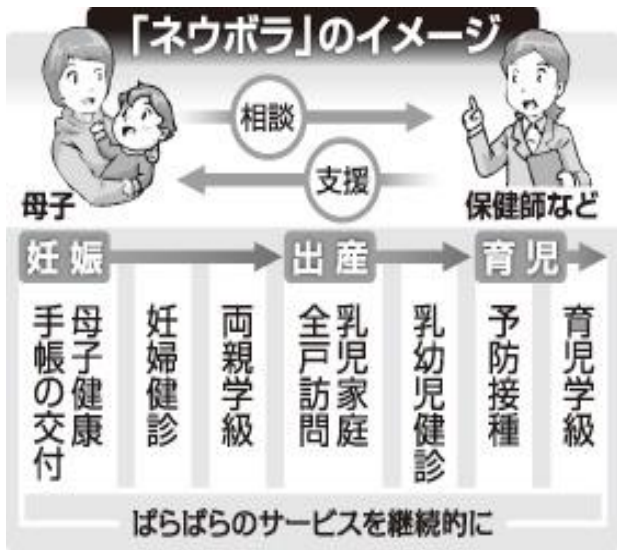 「ネウボラ」のイメージ
相談
支援
母子
保健師など
妊娠
出産
育児
母子健康
手帳の交付
妊婦健診
両親学級
乳児家庭
全戸訪問
乳幼児健診
予防接種
育児学級
ばらばらのサービスを継続的に